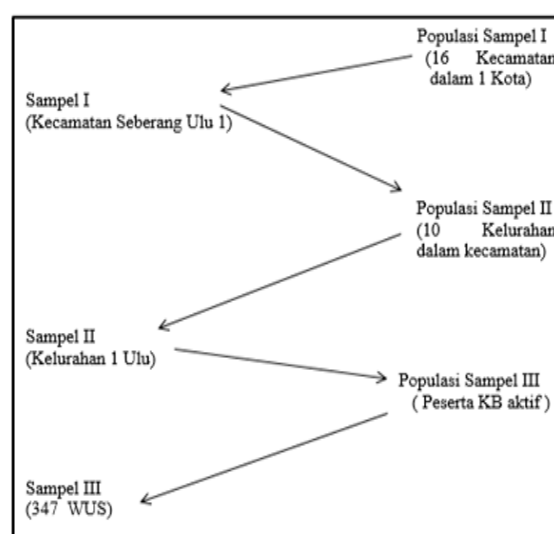 Populasi Sampel I
(16 Kecamatan
dalam 1 Kota)
Sampel I
(Kecamatan Seberang Ulu 1)
Populasi Sampel II
(10 Kelurahan
dalam kecamatan)
Sampel II
(Kelurahan 1 Ulu)
Populasi Sampel III
( Peserta KB aktif )
Sampel III
(347 WUS)